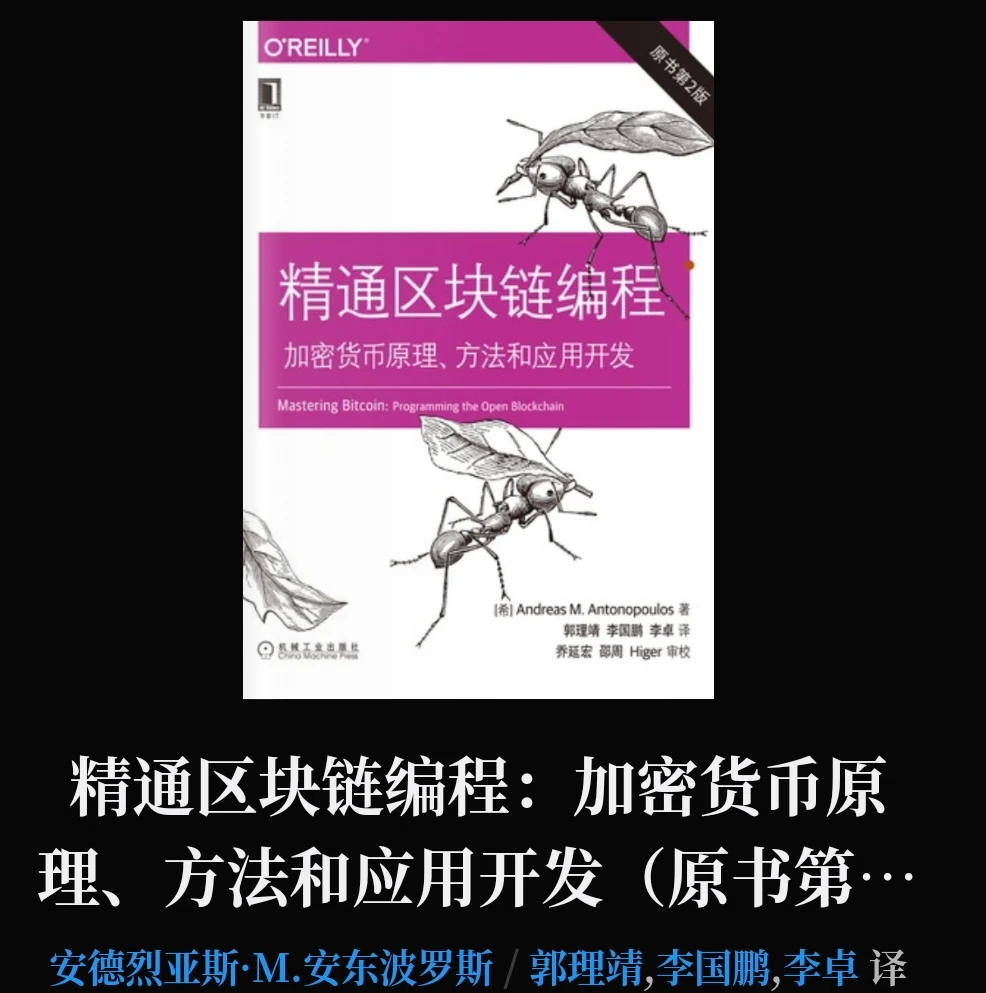 O'REILLY®
原书第2版
精通区块链编程
加密货币原理、方法和应用开发
Mastering Bitcoin: Programming the Open Blockchain
[希] Andreas M. Antonopoulos 著
郭理靖 李国鹏 李卓 译
乔延宏 邵周 Higer 审校
机械工业出版社
China Machine Press
精通区块链编程：加密货币原
理、方法和应用开发（原书第…
安德烈亚斯·M.安东波罗斯 / 郭理靖,李国鹏,李卓 译